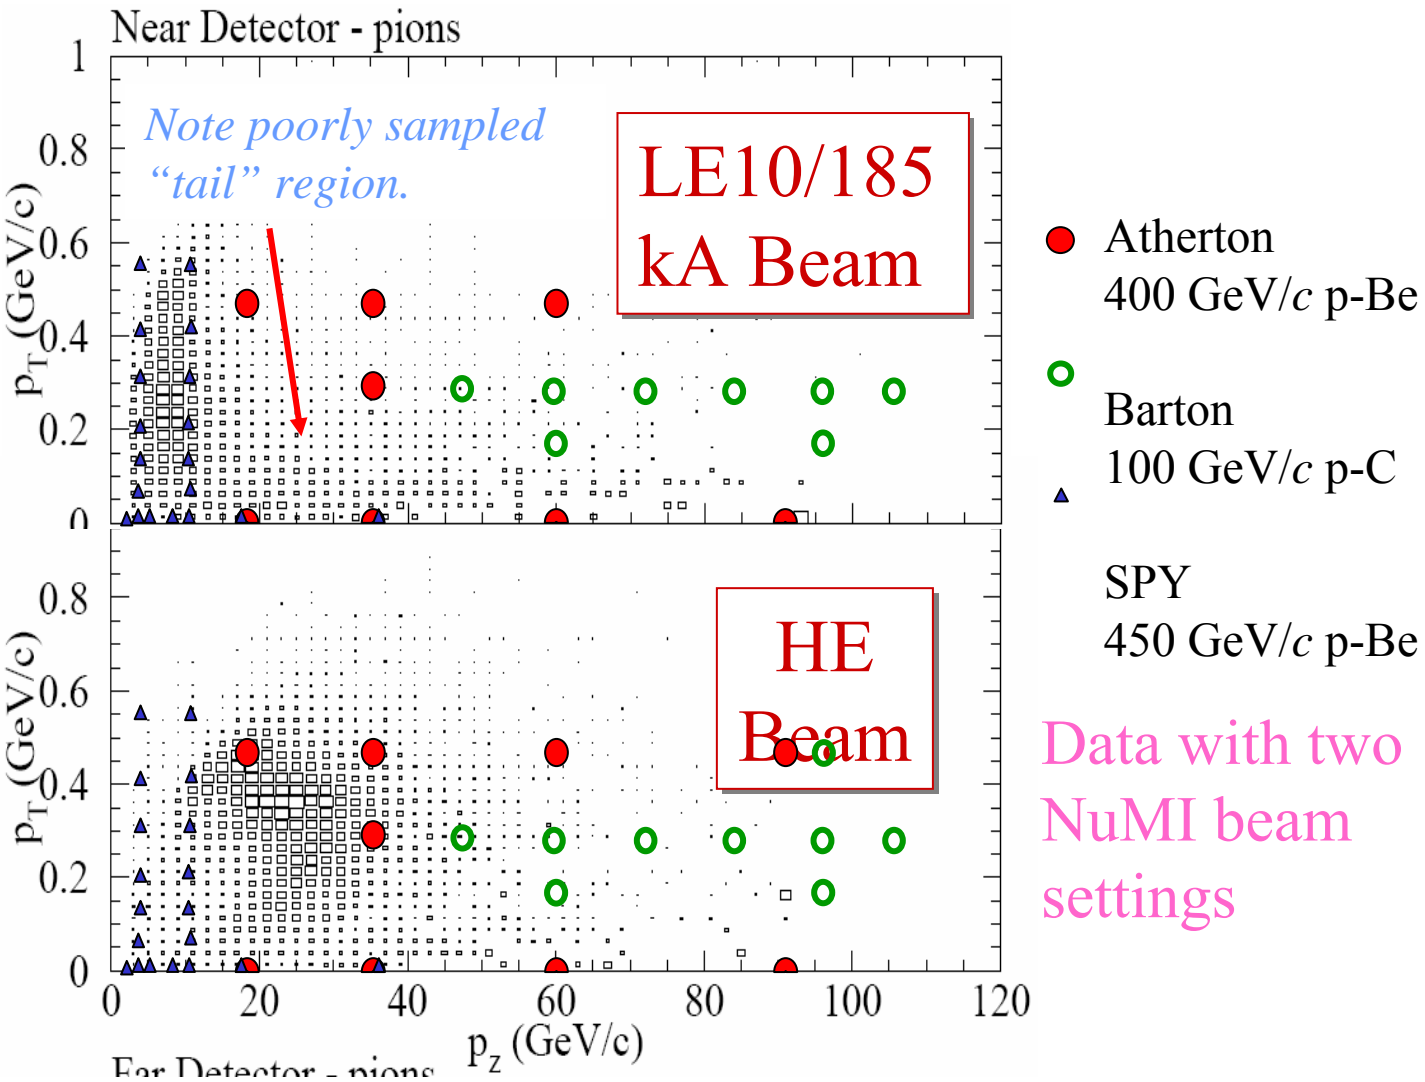 Near Detector - pions
1
0.8
0.6
0.4
0.2
0
p_T (GeV/c)
Note poorly sampled
“tail” region.
LE10/185
kA Beam
0.8
0.6
0.4
0.2
0
p_T (GeV/c)
HE
Beam
0 20 40 60 80 100 120
p_z (GeV/c)
Far Detector - pions
Atherton
400 GeV/c p-Be
Barton
100 GeV/c p-C
SPY
450 GeV/c p-Be
Data with two
NuMI beam
settings